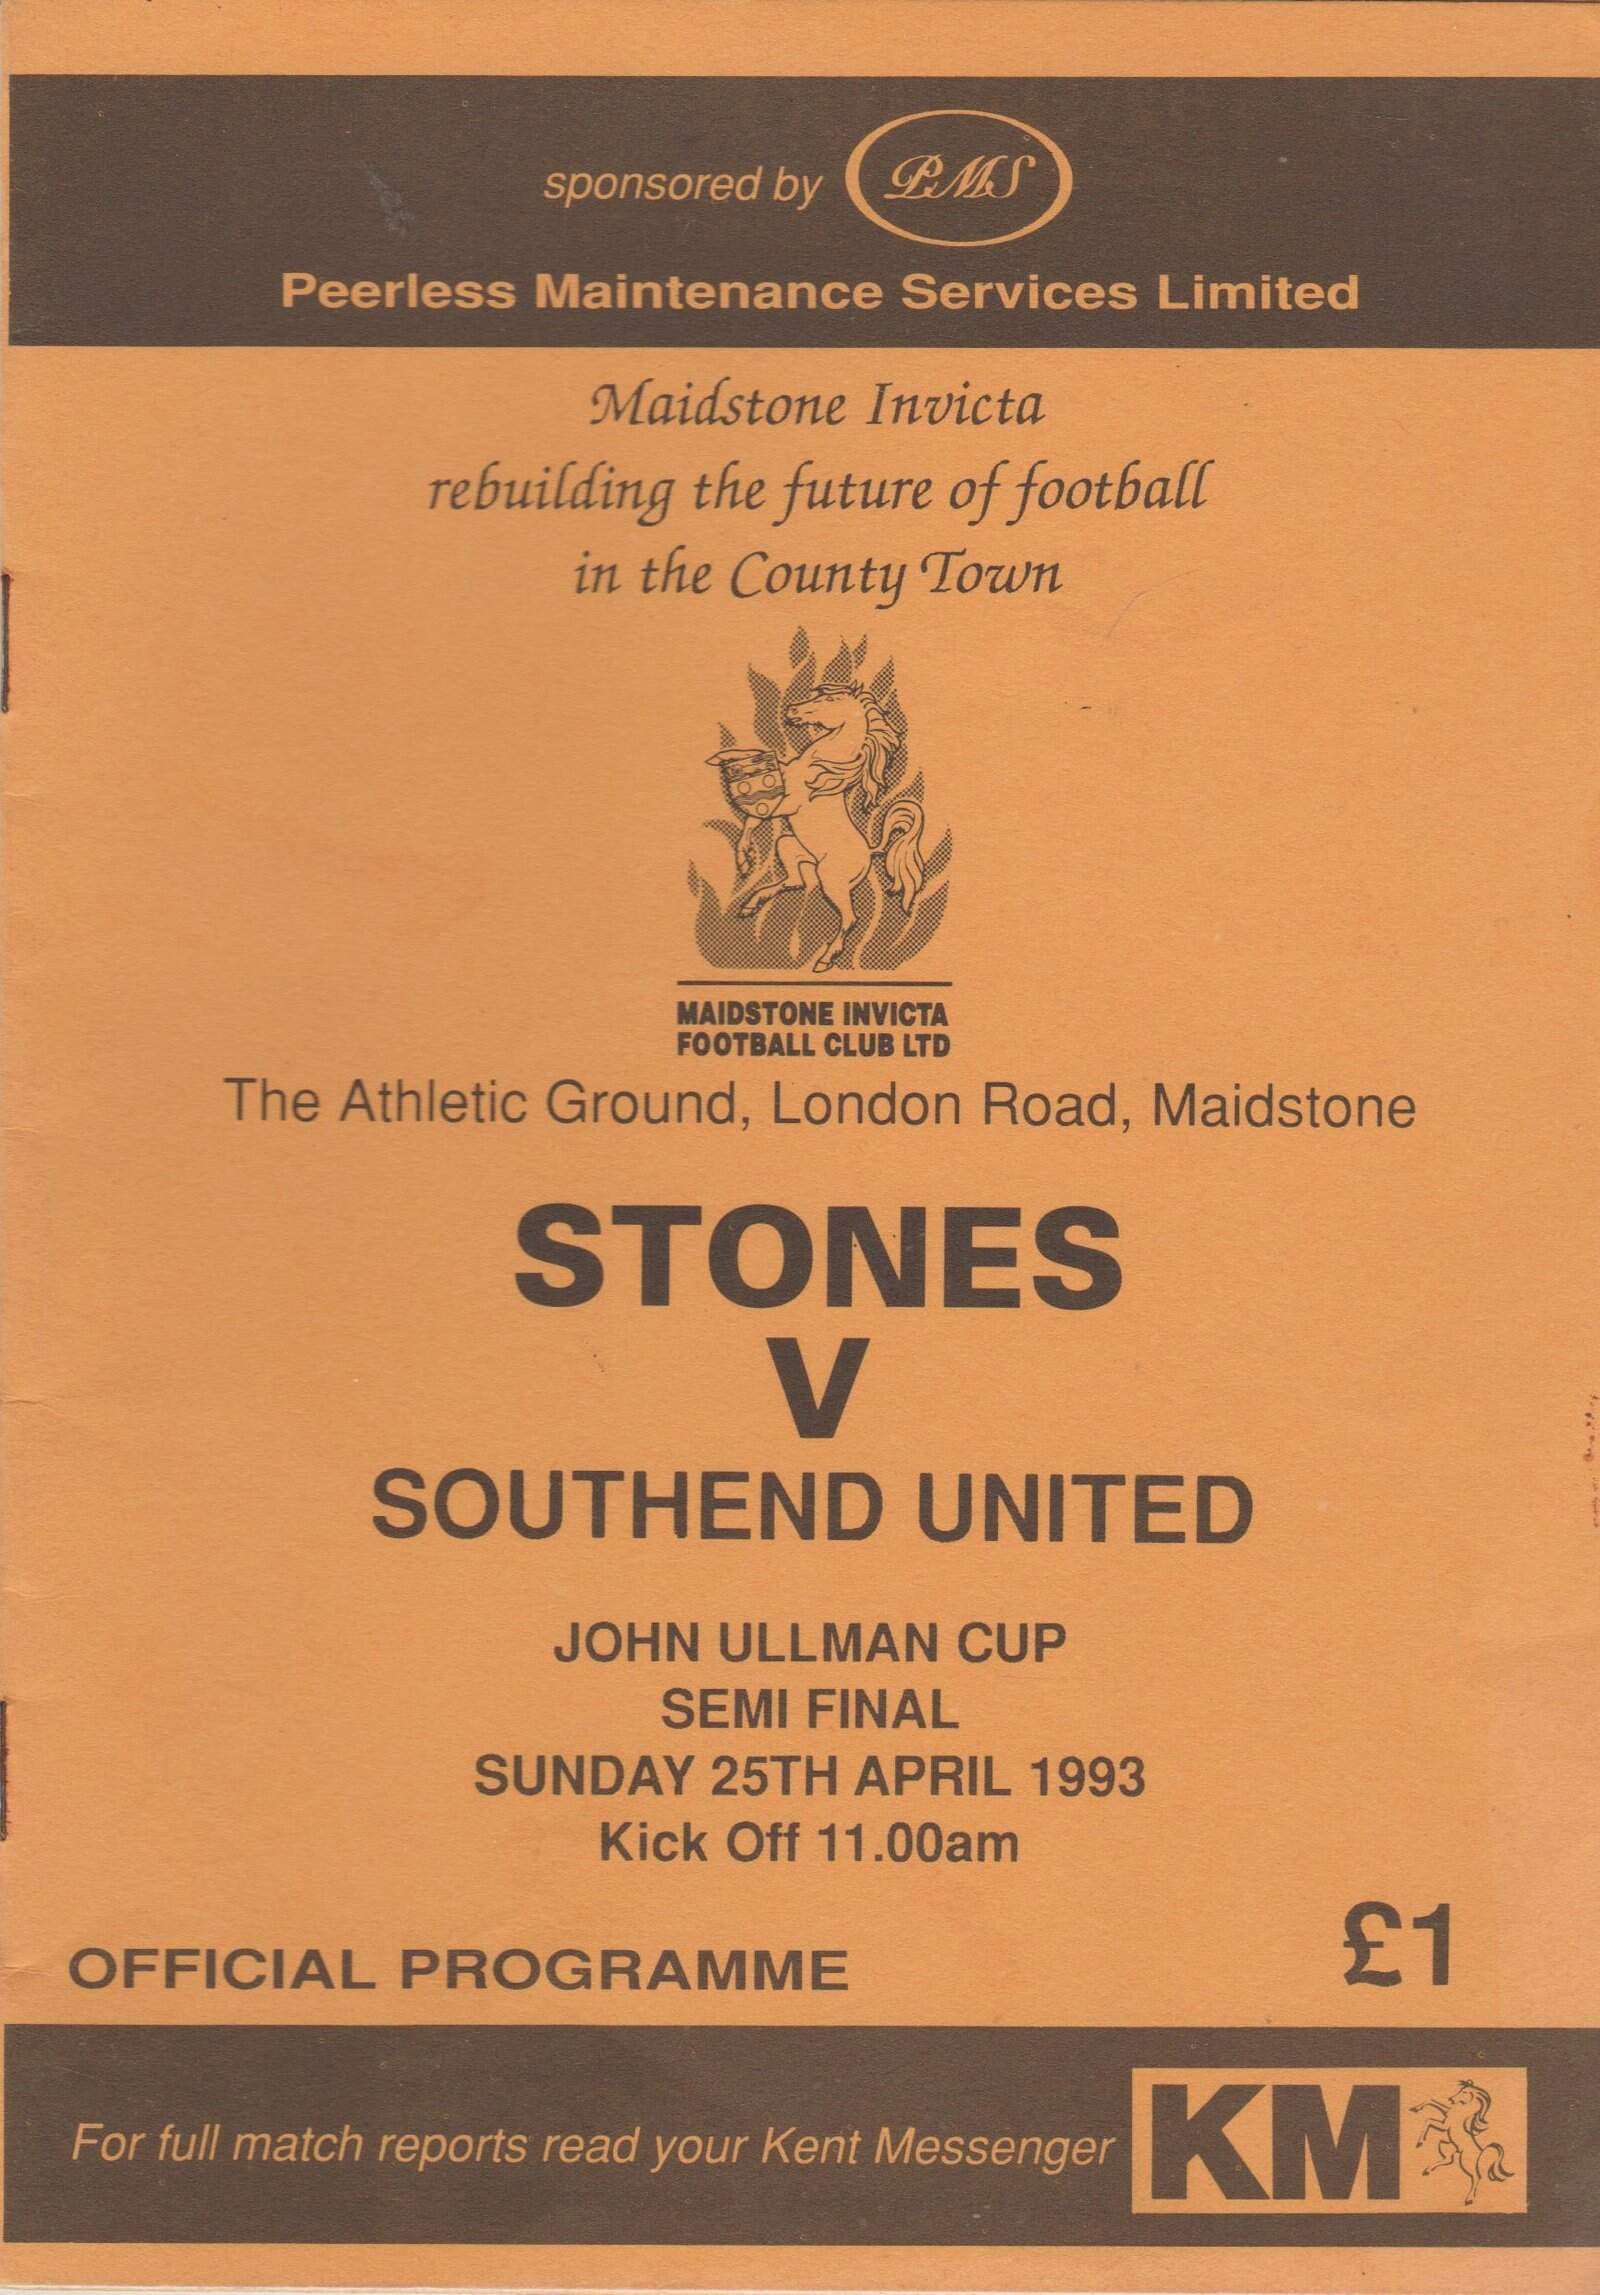 sponsored by PMS
Peerless Maintenance Services Limited
Maidstone Invicta
rebuilding the future of football
in the County Town
MAIDSTONE INVICTA
FOOTBALL CLUB LTD
The Athletic Ground, London Road, Maidstone
STONES
V
SOUTHEND UNITED
JOHN ULLMAN CUP
SEMI FINAL
SUNDAY 25TH APRIL 1993
Kick Off 11.00am
£1
OFFICIAL PROGRAMME
For full match reports read your Kent Messenger KM